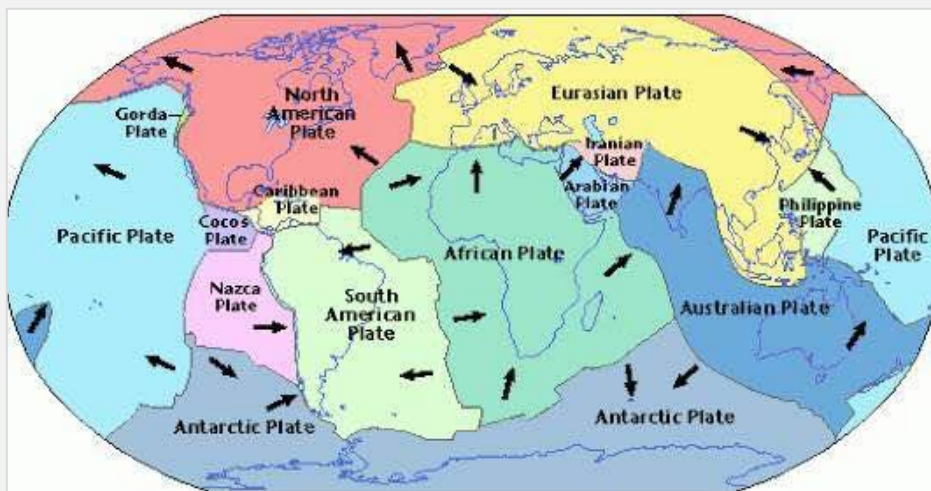 North
American
Plate
Eurasian Plate
Gorda
Plate
Iranian
Plate
Caribbean
Plate
Arabian
Plate
Philippine
Plate
Cocos
Plate
Pacific Plate
African Plate
Pacific
Plate
Nazca
Plate
South
American
Plate
Australian Plate
Antarctic Plate
Antarctic Plate